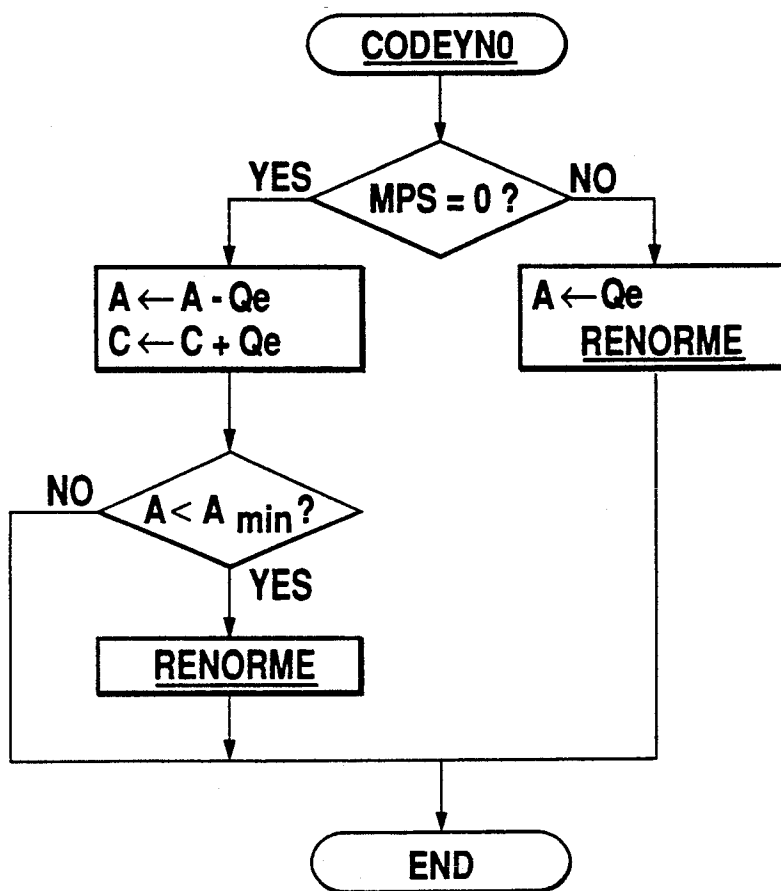 CODEYN0
MPS = 0 ?
YES
NO
A ← A - Qe
C ← C + Qe
A ← Qe
RENORME
A < A min ?
NO
YES
RENORME
END